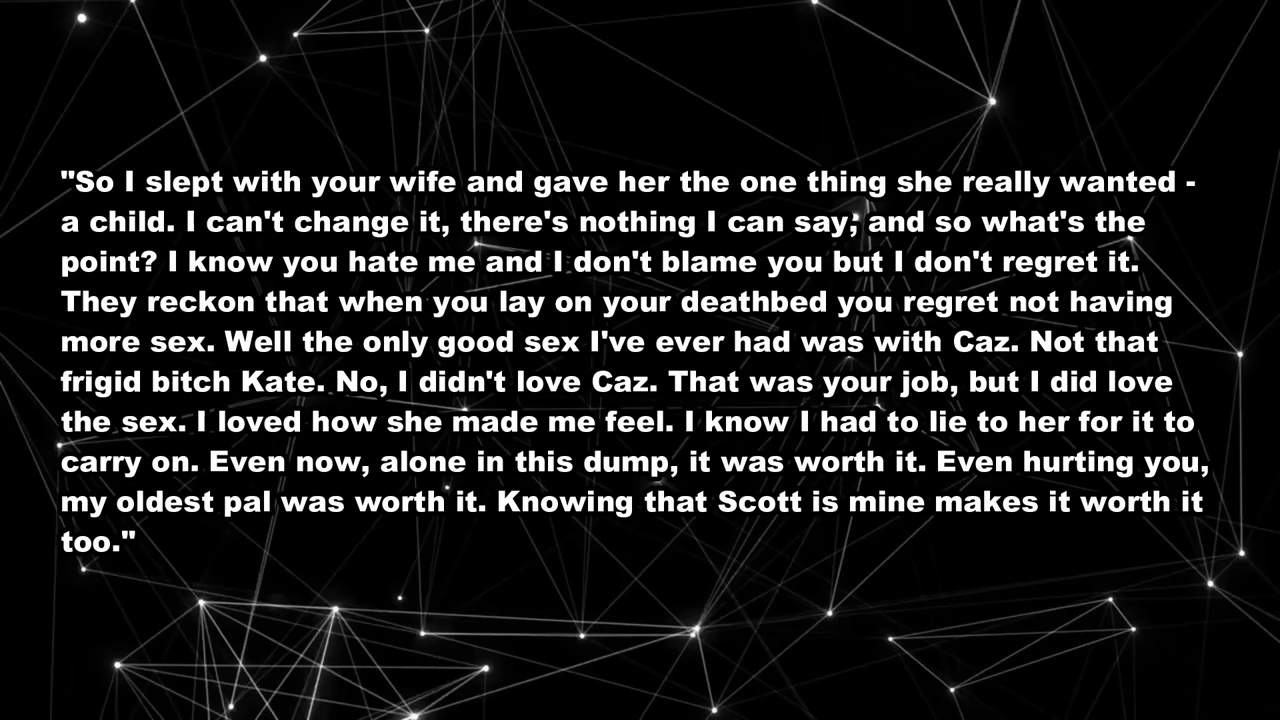 "So I slept with your wife and gave her the one thing she really wanted -
a child. I can't change it, there's nothing I can say; and so what's the
point? I know you hate me and I don't blame you but I don't regret it.
They reckon that when you lay on your deathbed you regret not having
more sex. Well the only good sex I've ever had was with Caz. Not that
frigid bitch Kate. No, I didn't love Caz. That was your job, but I did love
the sex. I loved how she made me feel. I know I had to lie to her for it to
carry on. Even now, alone in this dump, it was worth it. Even hurting you,
my oldest pal was worth it. Knowing that Scott is mine makes it worth it
too."